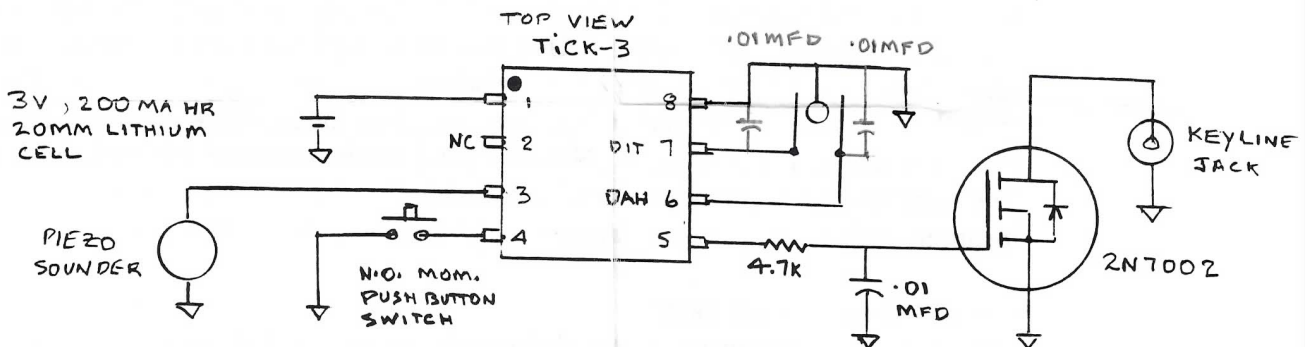 TOP VIEW
TiCK-3
.01MFD
.01MFD
3V, 200 MA HR
20MM LITHIUM
CELL
1
8
NC
2
DIT 7
3
DAH 6
4
5
PIEZO
SOUNDER
N.O. MOM.
PUSH BUTTON
SWITCH
4.7K
.01
MFD
2N7002
KEYLINE
JACK